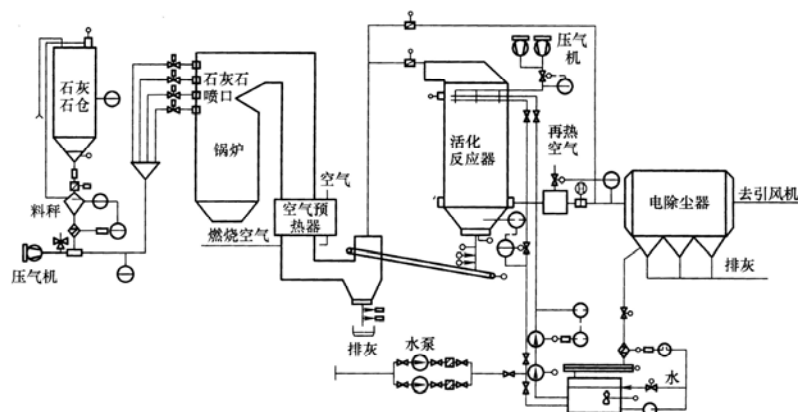 石灰
石仓
料秤
压气机
石灰石
喷口
锅炉
空气
空气预
热器
燃烧空气
排灰
水泵
压气
机
活化
反应器
再热
空气
电除尘器
去引风机
排灰
水